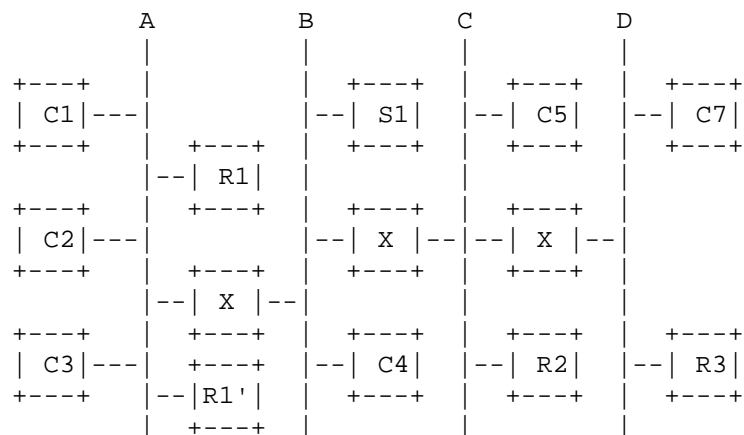 A B C D
C1 S1 C5 C7
R1
C2 X X
X
C3 C4 R2 R3
R1'